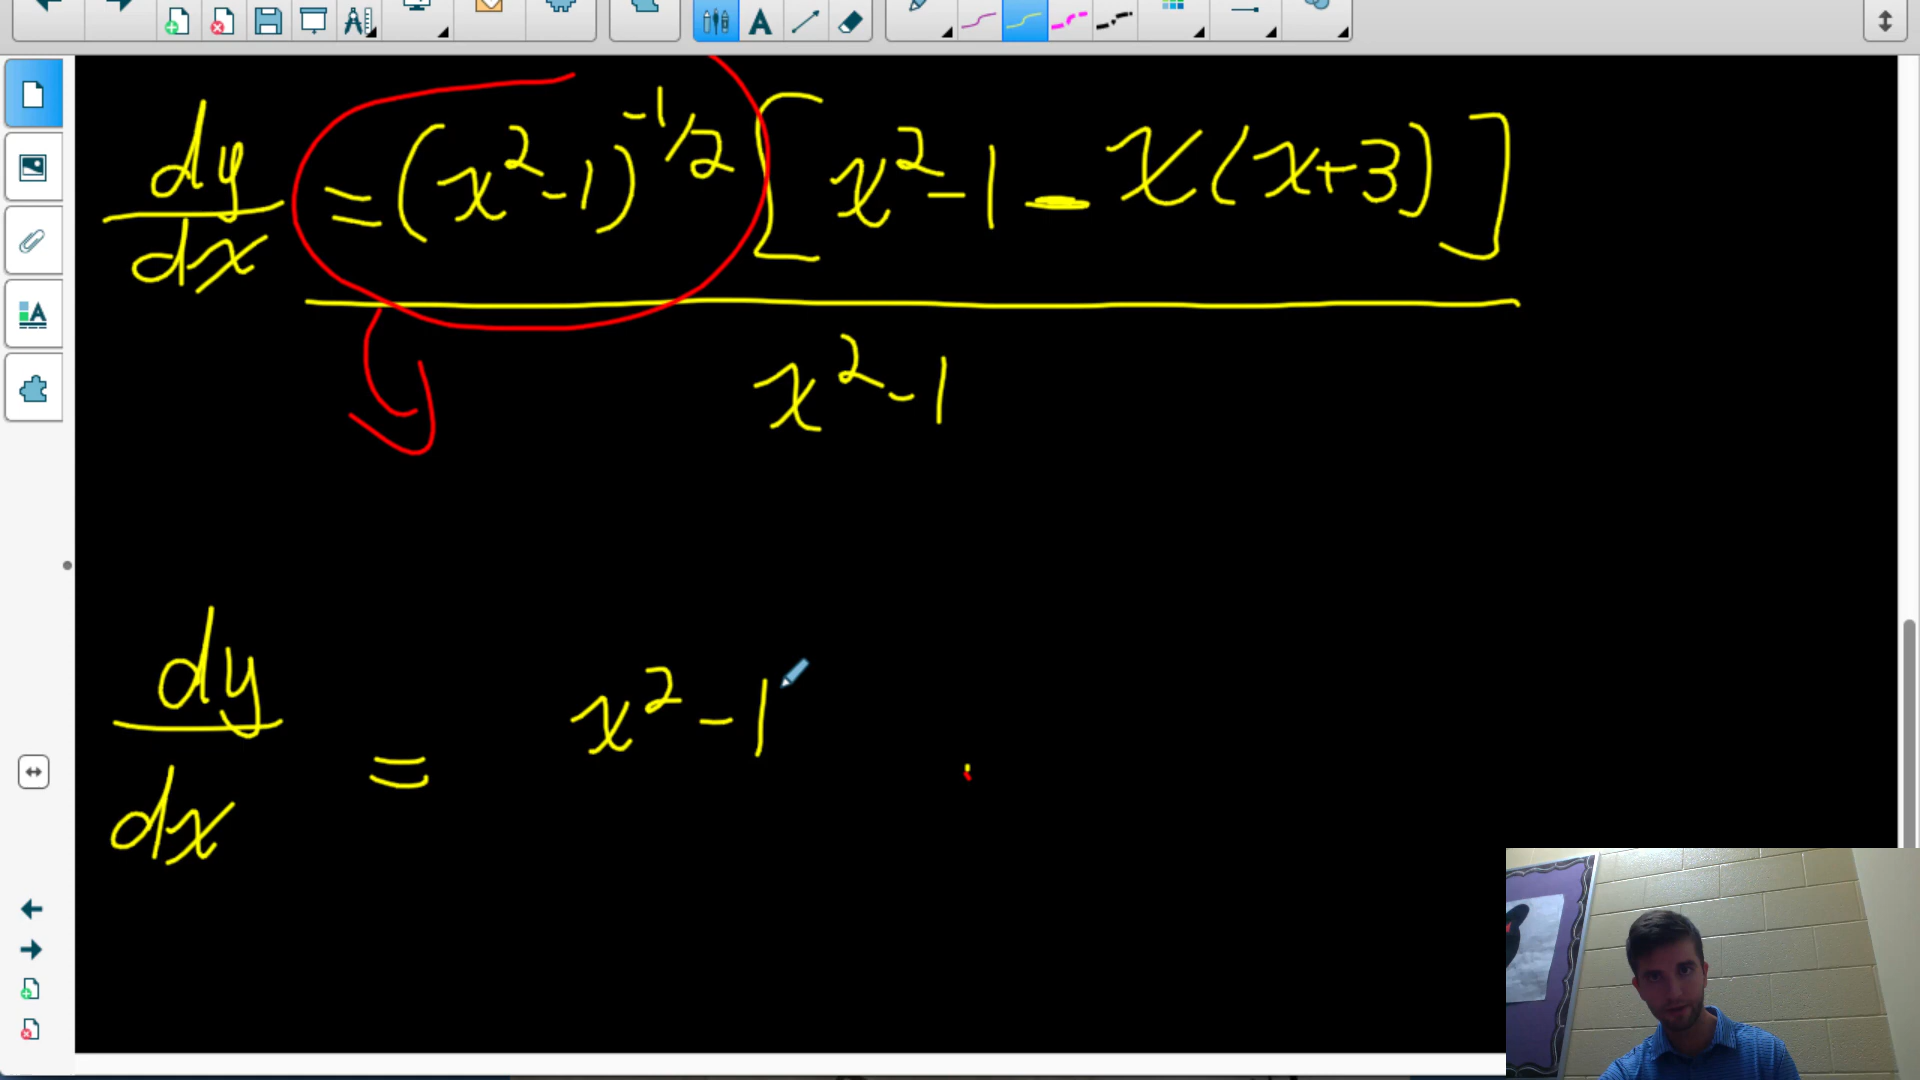 dy/dx = (x²-1)^(-1/2) [x²-1 - x(x+3)]
x²-1
dy/dx = x²-1